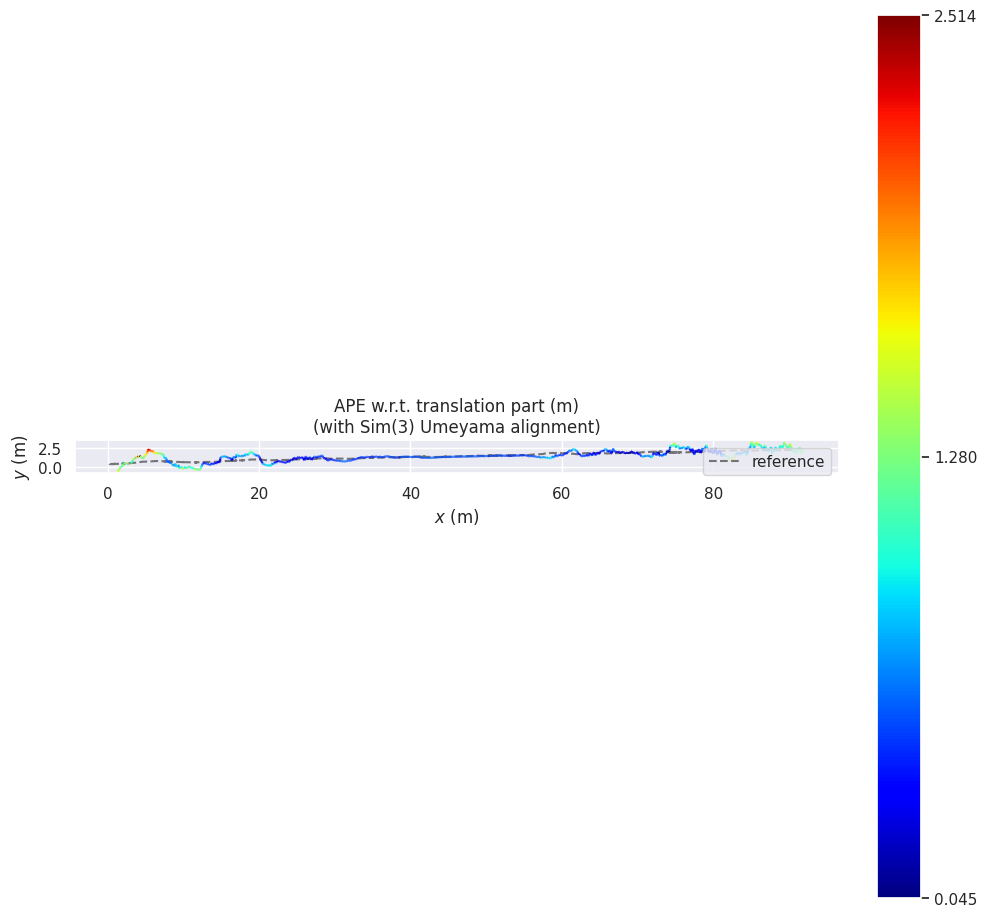 APE w.r.t. translation part (m)
(with Sim(3) Umeyama alignment)
2.514
1.280
0.045
y (m)
2.5
0.0
reference
0
20
40
60
80
x (m)